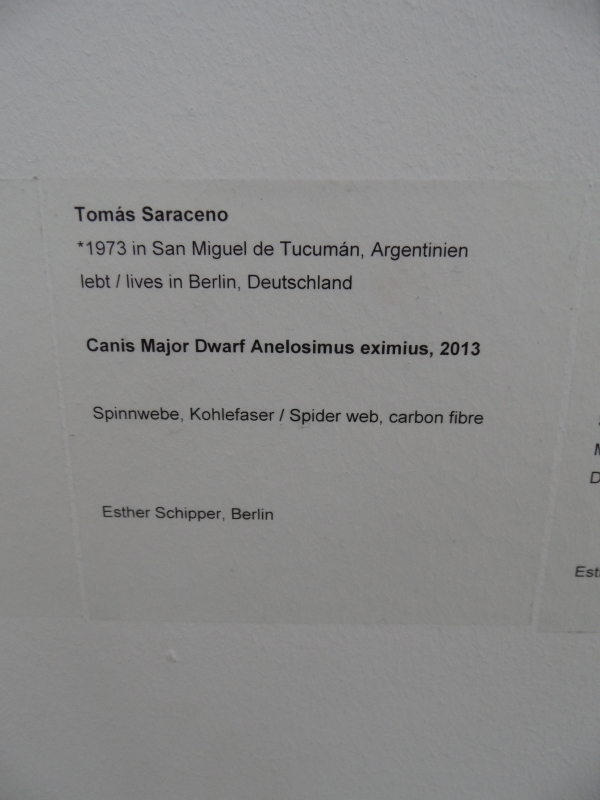 Tomás Saraceno
*1973 in San Miguel de Tucumán, Argentinien
lebt / lives in Berlin, Deutschland
Canis Major Dwarf Anelosimus eximius, 2013
Spinnwebe, Kohlefaser / Spider web, carbon fibre
Esther Schipper, Berlin